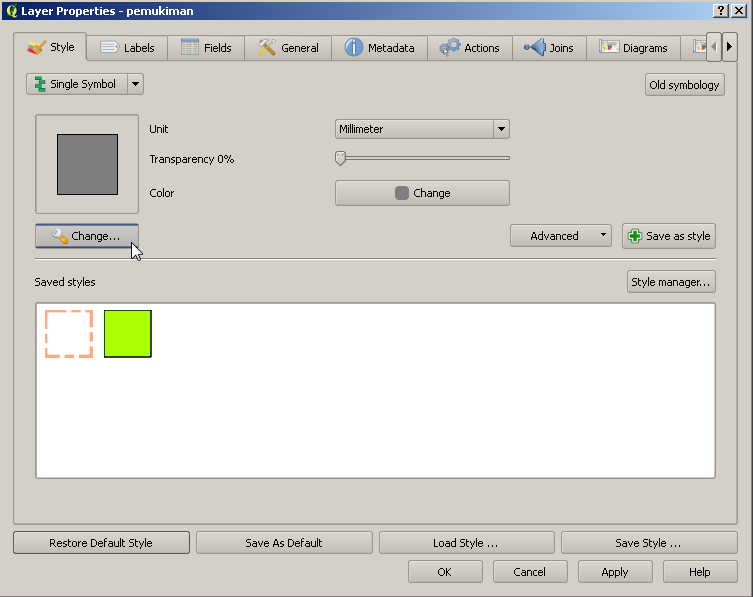 Layer Properties - pemukiman
Style Labels Fields General Metadata Actions Joins Diagrams
Single Symbol Old symbology
Unit Millimeter
Transparency 0%
Color Change
Change... Advanced Save as style
Saved styles Style manager...
Restore Default Style Save As Default Load Style ... Save Style ...
OK Cancel Apply Help